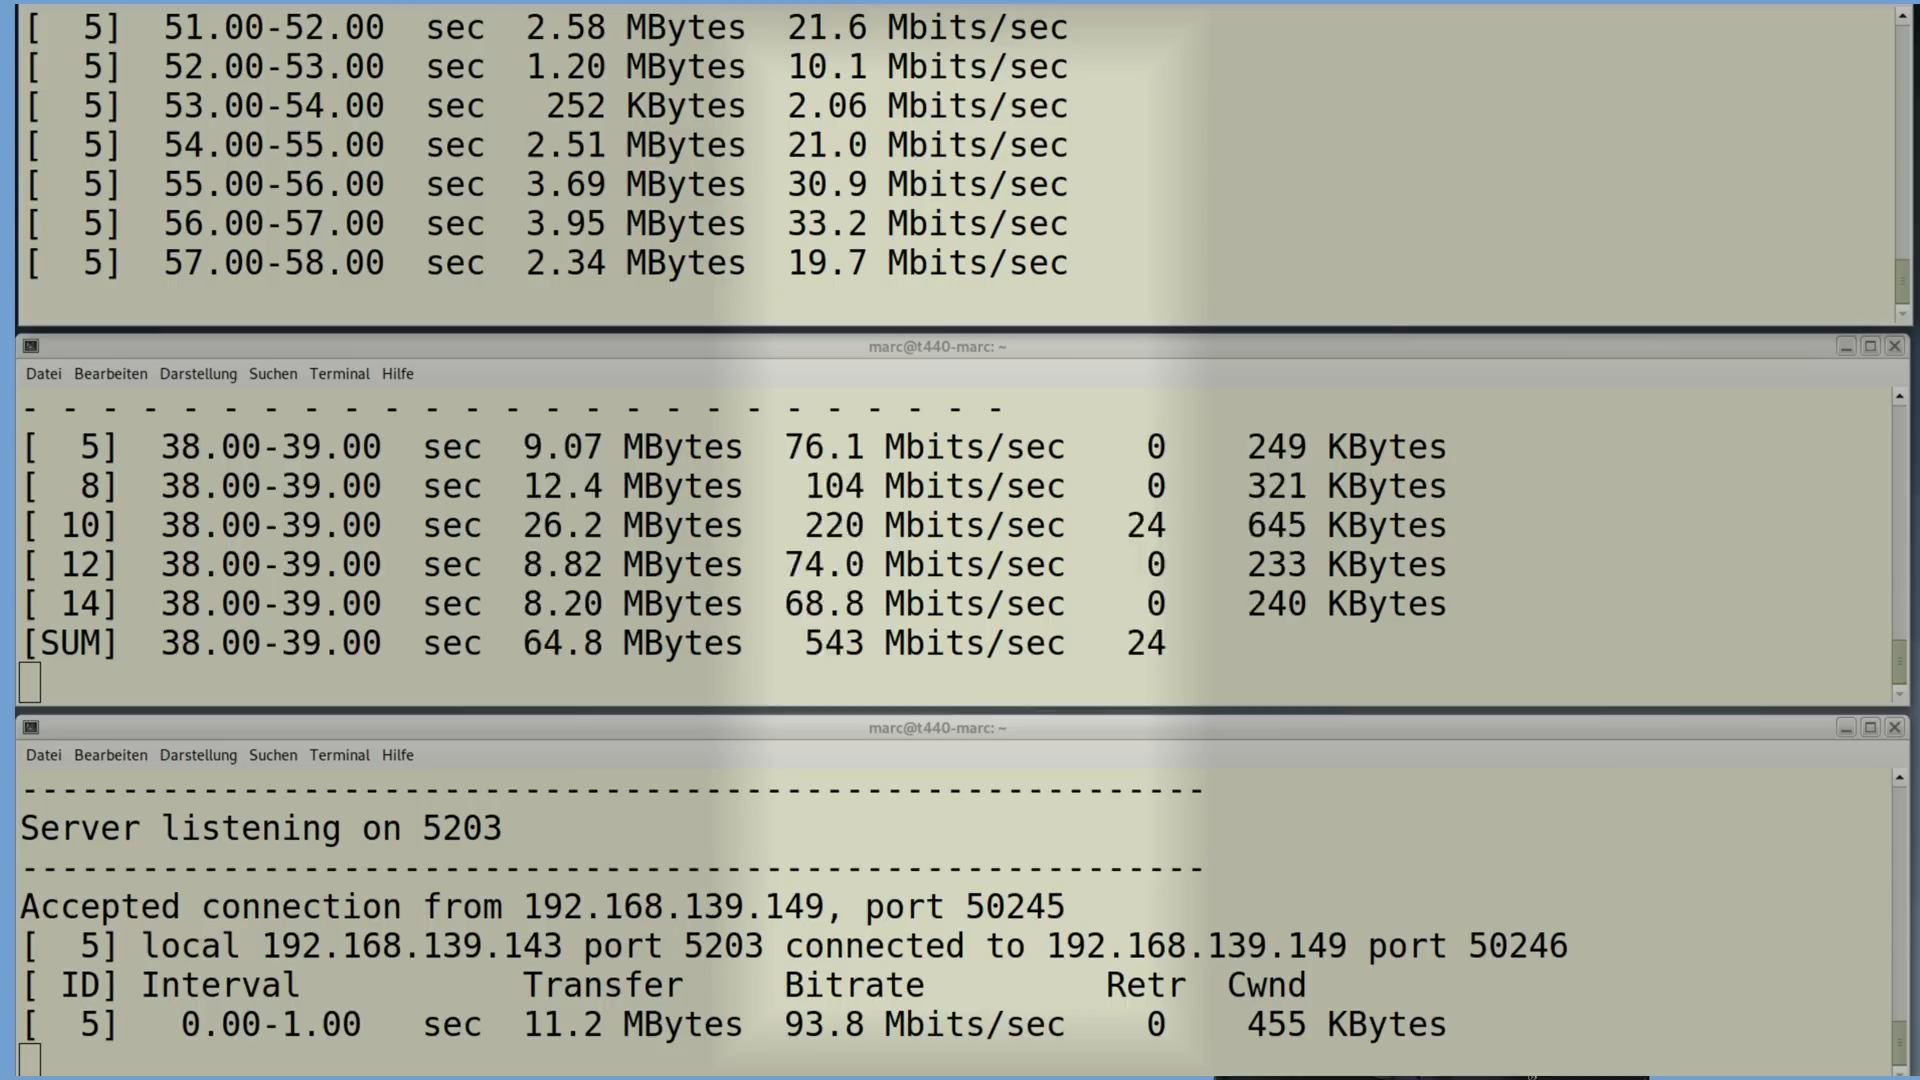 [  5]  51.00-52.00  sec  2.58 MBytes  21.6 Mbits/sec
[  5]  52.00-53.00  sec  1.20 MBytes  10.1 Mbits/sec
[  5]  53.00-54.00  sec   252 KBytes  2.06 Mbits/sec
[  5]  54.00-55.00  sec  2.51 MBytes  21.0 Mbits/sec
[  5]  55.00-56.00  sec  3.69 MBytes  30.9 Mbits/sec
[  5]  56.00-57.00  sec  3.95 MBytes  33.2 Mbits/sec
[  5]  57.00-58.00  sec  2.34 MBytes  19.7 Mbits/sec
marc@t440-marc: ~
Datei Bearbeiten Darstellung Suchen Terminal Hilfe
- - - - - - - - - - - - - - - - - - - - - - - - -
[  5]  38.00-39.00  sec  9.07 MBytes  76.1 Mbits/sec    0    249 KBytes
[  8]  38.00-39.00  sec  12.4 MBytes   104 Mbits/sec    0    321 KBytes
[ 10]  38.00-39.00  sec  26.2 MBytes   220 Mbits/sec   24    645 KBytes
[ 12]  38.00-39.00  sec  8.82 MBytes  74.0 Mbits/sec    0    233 KBytes
[ 14]  38.00-39.00  sec  8.20 MBytes  68.8 Mbits/sec    0    240 KBytes
[SUM]  38.00-39.00  sec  64.8 MBytes   543 Mbits/sec   24
marc@t440-marc: ~
Datei Bearbeiten Darstellung Suchen Terminal Hilfe
-----------------------------------------------------------
Server listening on 5203
-----------------------------------------------------------
Accepted connection from 192.168.139.149, port 50245
[  5] local 192.168.139.143 port 5203 connected to 192.168.139.149 port 50246
[ ID] Interval           Transfer     Bitrate         Retr  Cwnd
[  5]   0.00-1.00   sec  11.2 MBytes  93.8 Mbits/sec    0    455 KBytes